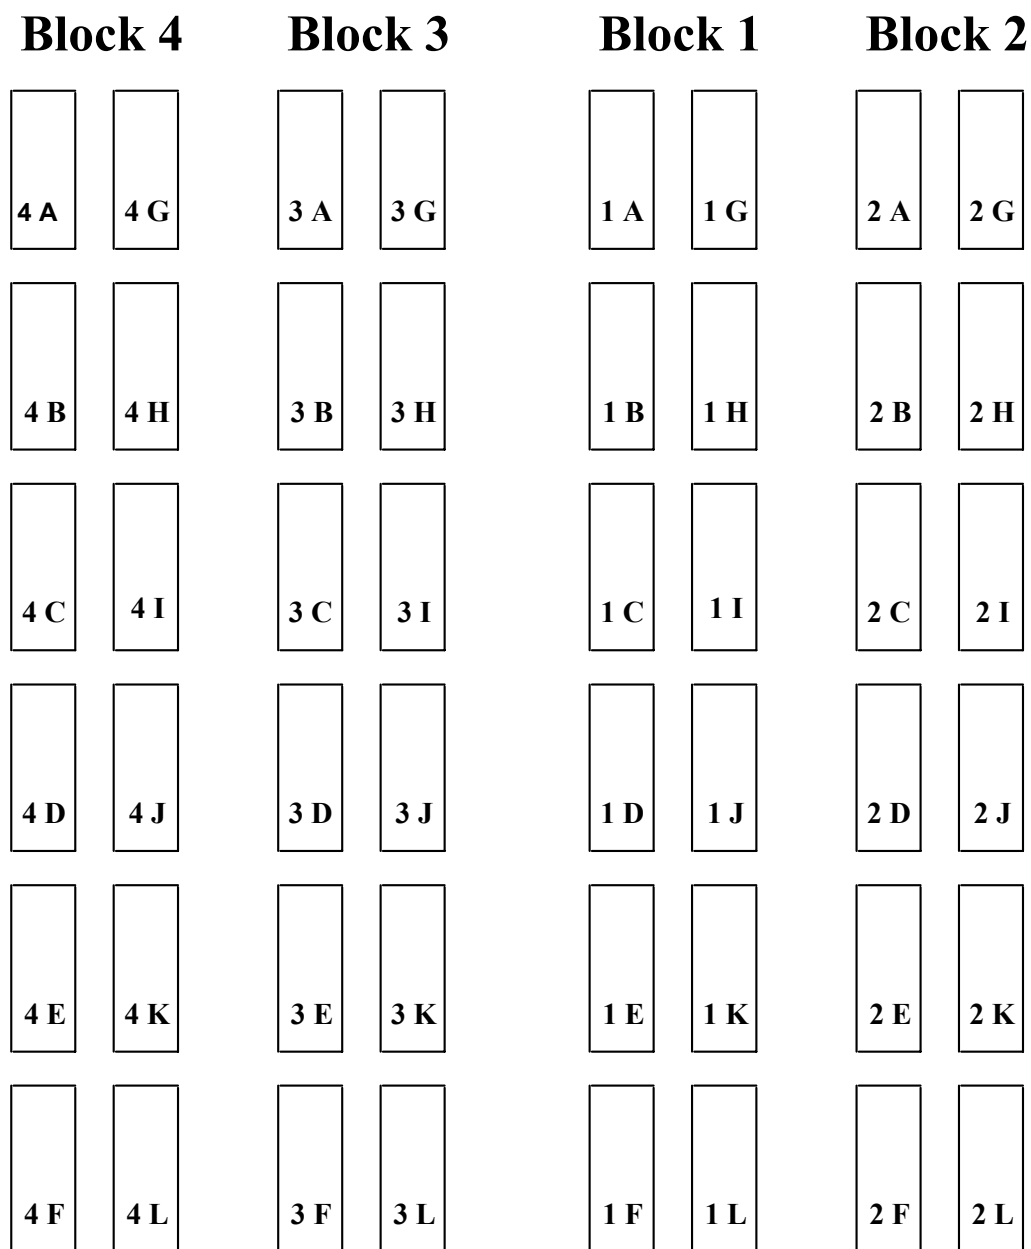 Block 4 Block 3 Block 1 Block 2
4 A 4 G 3 A 3 G 1 A 1 G 2 A 2 G
4 B 4 H 3 B 3 H 1 B 1 H 2 B 2 H
4 C 4 I 3 C 3 I 1 C 1 I 2 C 2 I
4 D 4 J 3 D 3 J 1 D 1 J 2 D 2 J
4 E 4 K 3 E 3 K 1 E 1 K 2 E 2 K
4 F 4 L 3 F 3 L 1 F 1 L 2 F 2 L